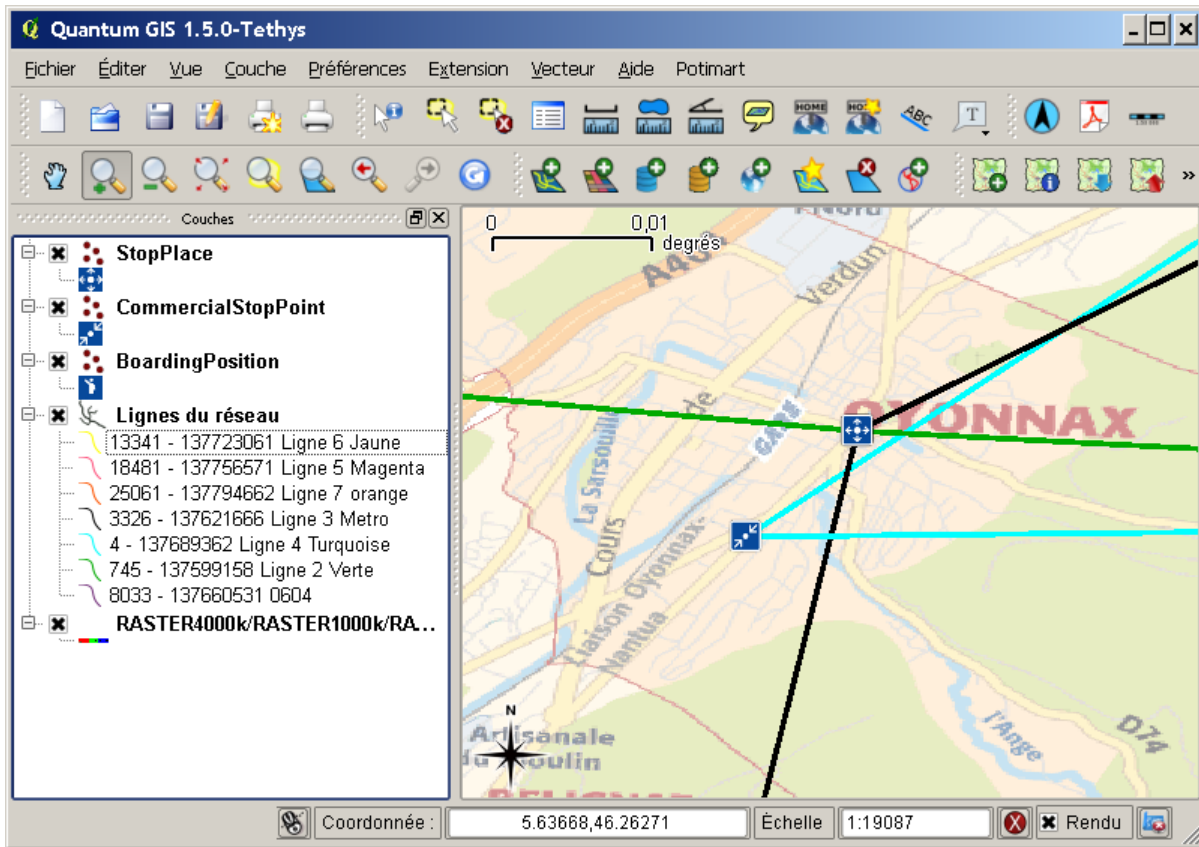 Quantum GIS 1.5.0-Tethys
Fichier Éditer Vue Couche Préférences Extension Vecteur Aide Potimart
HOME
ABC
T
Couches
StopPlace
CommercialStopPoint
BoardingPosition
Lignes du réseau
13341 - 137723061 Ligne 6 Jaune
18481 - 137756571 Ligne 5 Magenta
25061 - 137794662 Ligne 7 orange
3326 - 137621666 Ligne 3 Metro
4 - 137689362 Ligne 4 Turquoise
745 - 137599158 Ligne 2 Verte
8033 - 137660531 0604
RASTER4000k/RASTER1000k/RA...
0 0,01
degrés
Verdun
de
OYONNAX
GARE
La Sarsouille
Cours
Liaison Oyonnax-
Nantua
N
l'Ange
D74
Coordonnée : 5.63668,46.26271 Échelle 1:19087 Rendu